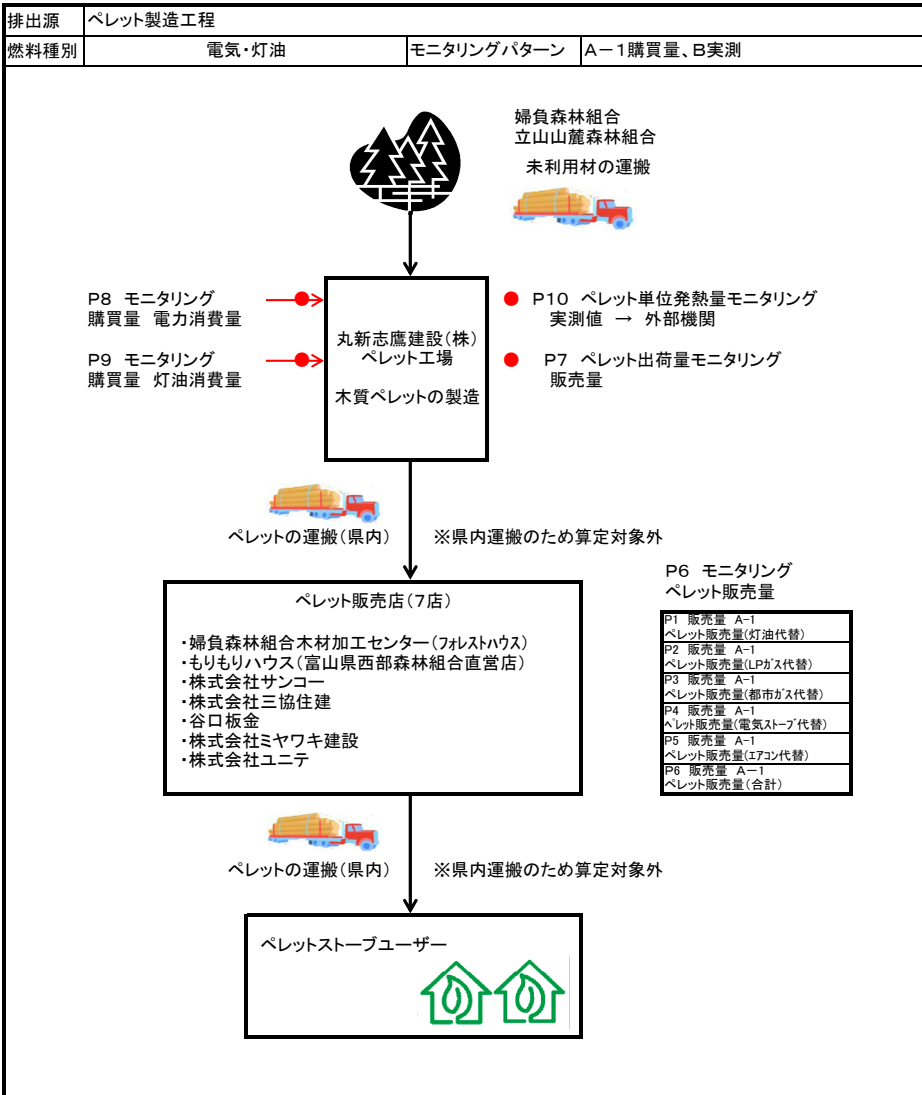 排出源 ペレット製造工程
燃料種別 電気・灯油 モニタリングパターン A－1購買量、B実測
婦負森林組合
立山山麓森林組合
未利用材の運搬
P8 モニタリング
購買量 電力消費量
P9 モニタリング
購買量 灯油消費量
丸新志鷹建設(株)
ペレット工場
木質ペレットの製造
P10 ペレット単位発熱量モニタリング
実測値 → 外部機関
P7 ペレット出荷量モニタリング
販売量
ペレットの運搬(県内) ※県内運搬のため算定対象外
ペレット販売店(7店)
・婦負森林組合木材加工センター(フォレストハウス)
・もりもりハウス(富山県西部森林組合直営店)
・株式会社サンコー
・株式会社三協住建
・谷口板金
・株式会社ミヤワキ建設
・株式会社ユニテ
P6 モニタリング
ペレット販売量
P1 販売量 A-1
ペレット販売量(灯油代替)
P2 販売量 A-1
ペレット販売量(LPガス代替)
P3 販売量 A-1
ペレット販売量(都市ガス代替)
P4 販売量 A-1
ペレット販売量(電気ストーブ代替)
P5 販売量 A-1
ペレット販売量(エアコン代替)
P6 販売量 A－1
ペレット販売量(合計)
ペレットの運搬(県内) ※県内運搬のため算定対象外
ペレットストーブユーザー